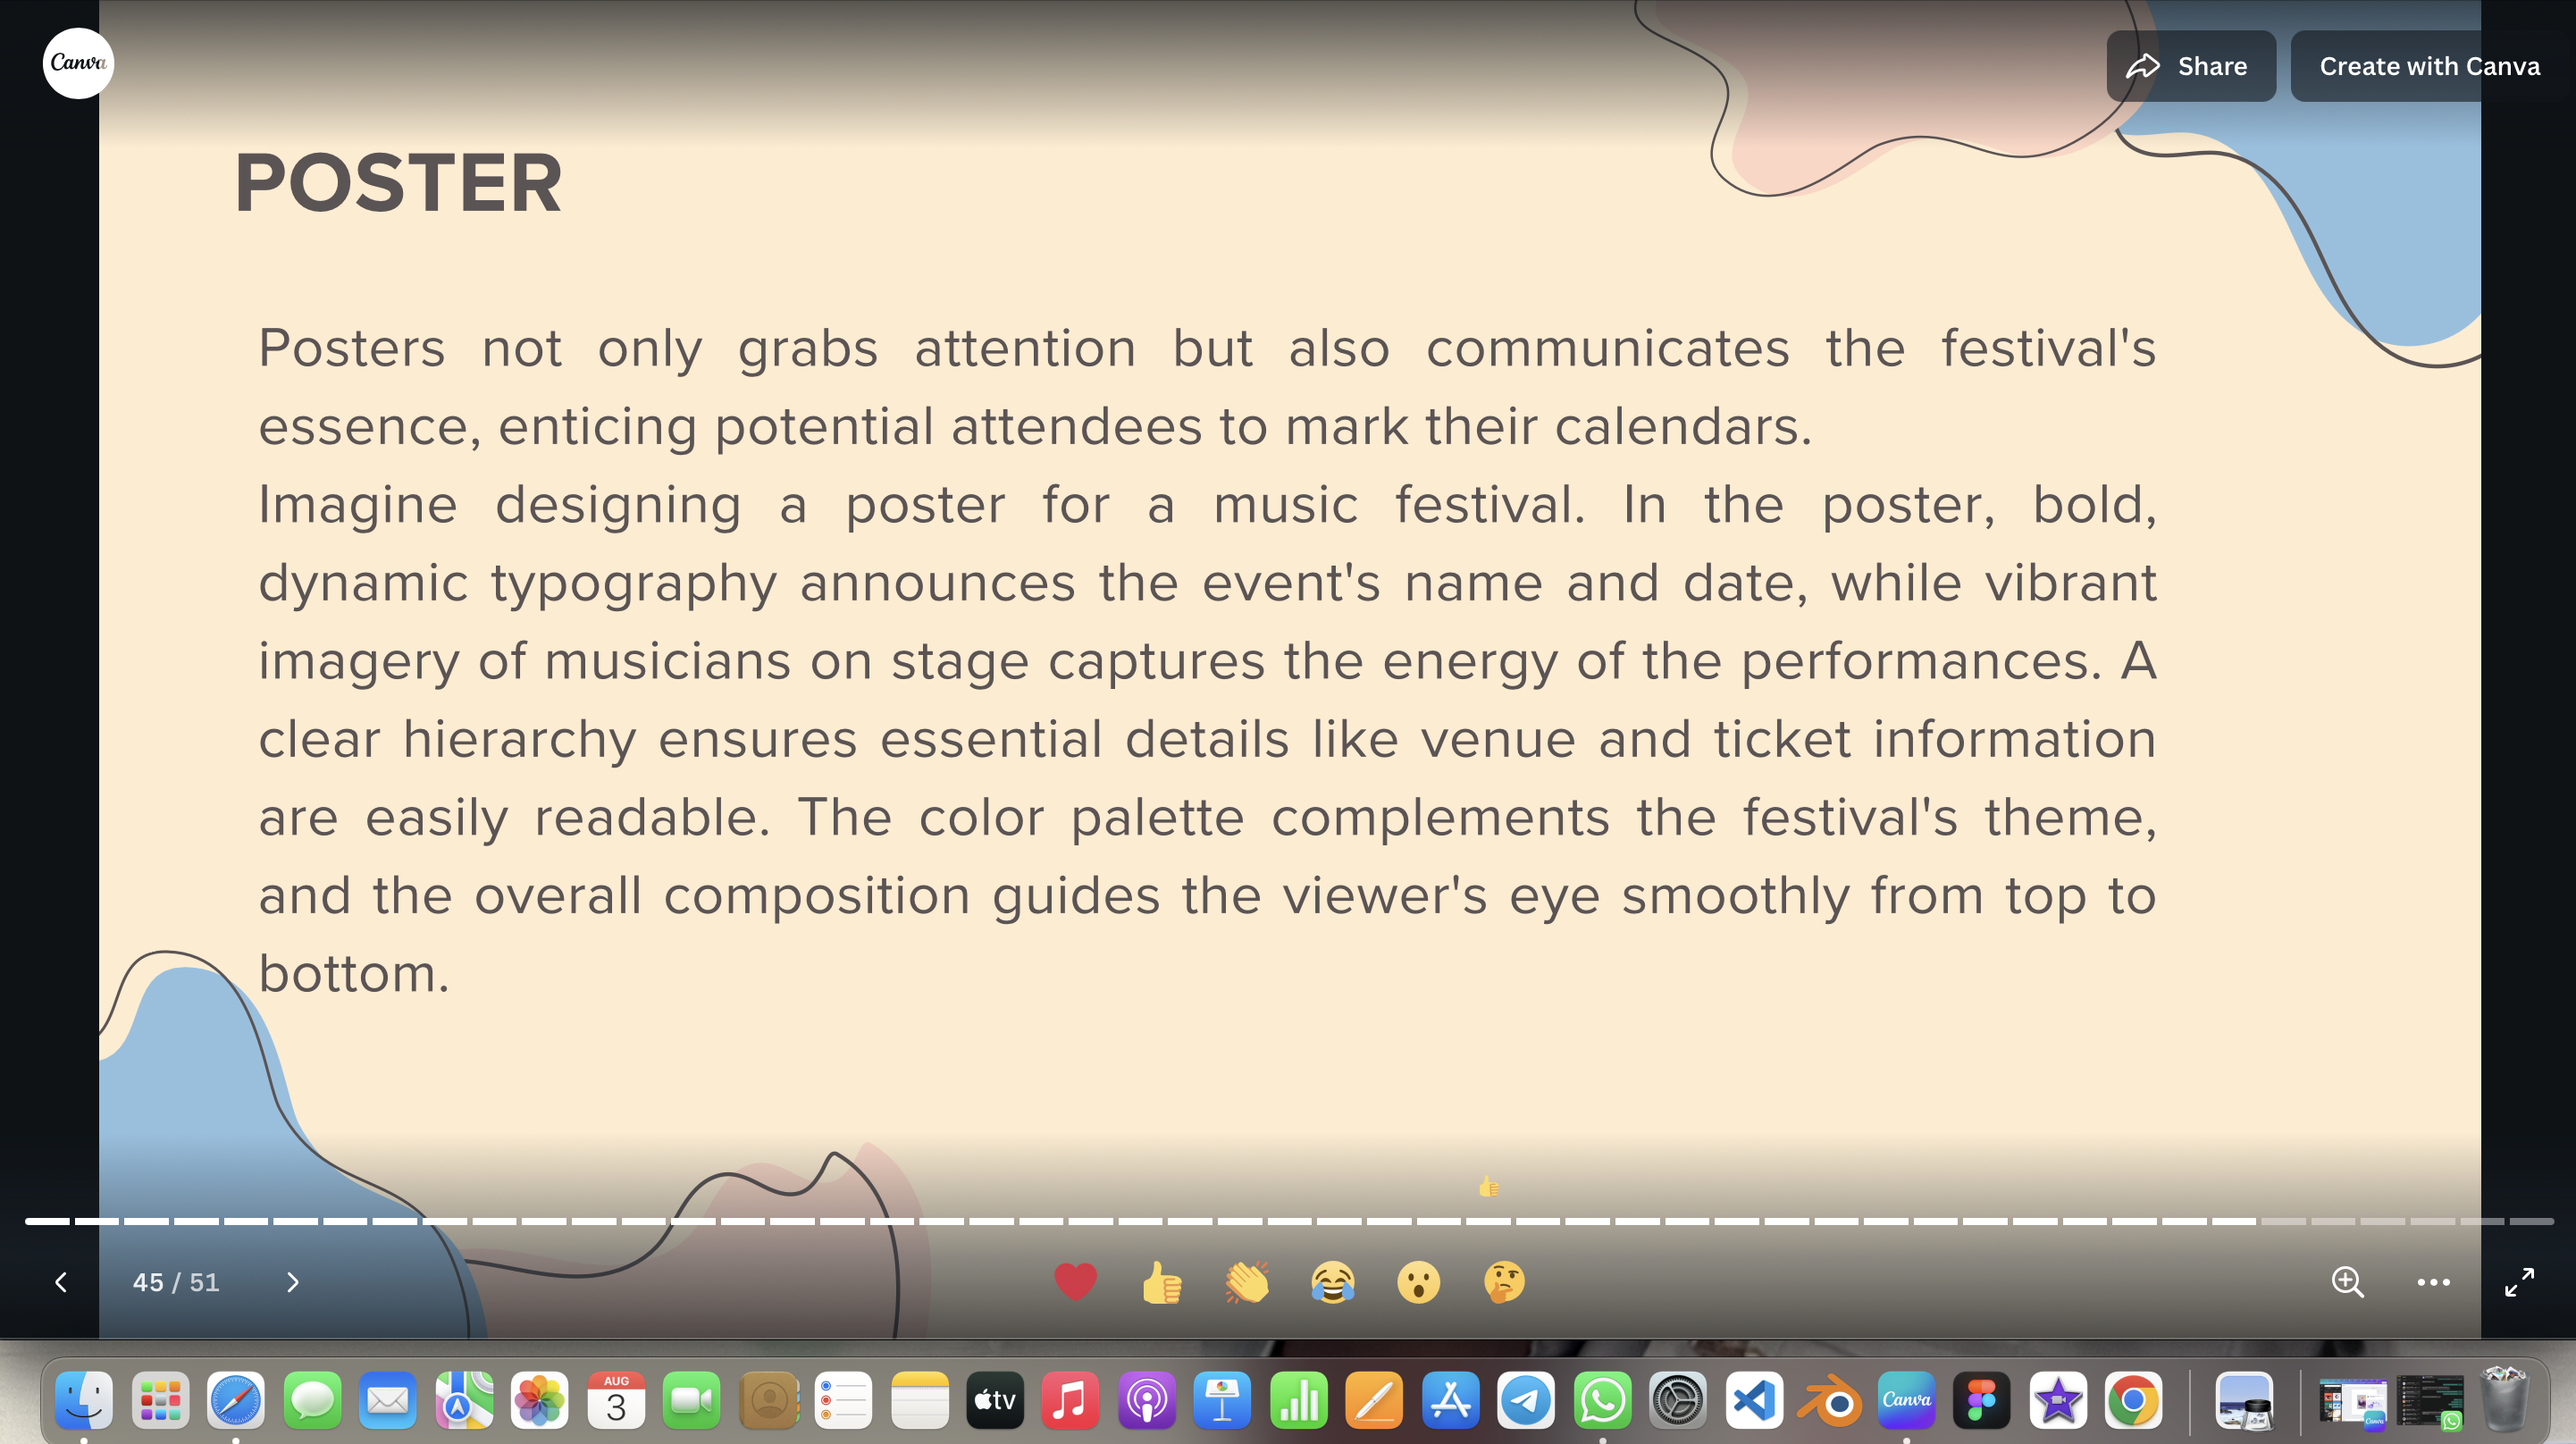 Canva
Share
Create with Canva
POSTER
Posters not only grabs attention but also communicates the festival's
essence, enticing potential attendees to mark their calendars.
Imagine designing a poster for a music festival. In the poster, bold,
dynamic typography announces the event's name and date, while vibrant
imagery of musicians on stage captures the energy of the performances. A
clear hierarchy ensures essential details like venue and ticket information
are easily readable. The color palette complements the festival's theme,
and the overall composition guides the viewer's eye smoothly from top to
bottom.
45 / 51
AUG
3
tv
Canva